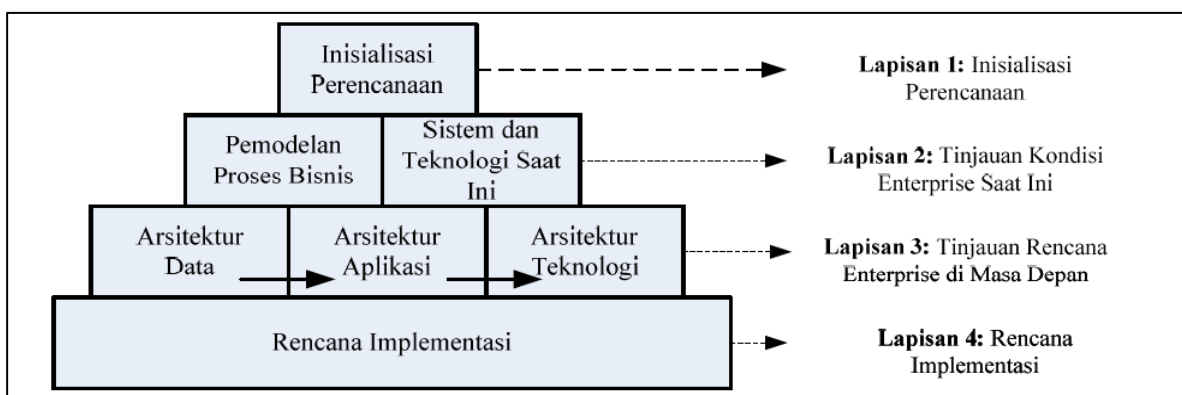 Inisialisasi
Perencanaan
Lapisan 1: Inisialisasi
Perencanaan
Pemodelan
Proses Bisnis
Sistem dan
Teknologi Saat
Ini
Lapisan 2: Tinjauan Kondisi
Enterprise Saat Ini
Arsitektur
Data
Arsitektur
Aplikasi
Arsitektur
Teknologi
Lapisan 3: Tinjauan Rencana
Enterprise di Masa Depan
Rencana Implementasi
Lapisan 4: Rencana
Implementasi